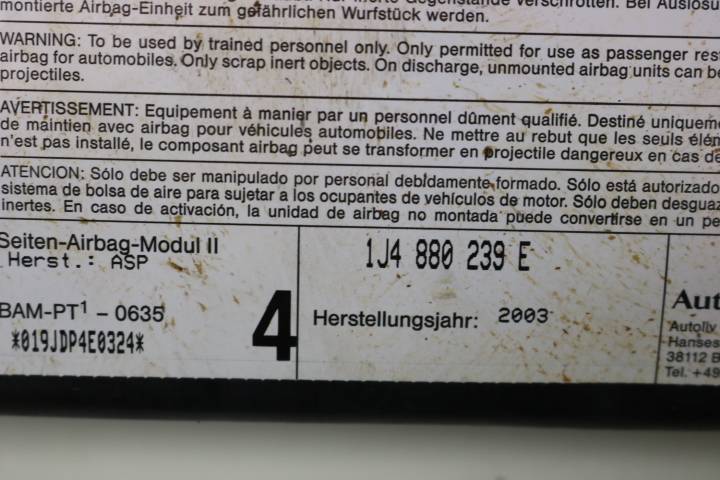 montierte Airbag-Einheit zum gefährlichen Wurfstück werden.
WARNING: To be used by trained personnel only. Only permitted for use as passenger res
airbag for automobiles. Only scrap inert objects. On discharge, unmounted airbag units can be
projectiles.
AVERTISSEMENT: Equipement à manier par un personnel dûment qualifié. Destiné uniquem
de maintien avec airbag pour véhicules automobiles. Ne mettre au rebut que les seuls élém
n'est pas installé, le composant airbag peut se transformer en projectile dangereux en cas de
ATENCION: Sólo debe ser manipulado por personal debidamente formado. Sólo está autorizado
sistema de bolsa de aire para sujetar a los ocupantes de vehículos de motor. Sólo deben desguaz
inertes. En caso de activación, la unidad de airbag no montada puede convertirse en un pe
Seiten-Airbag-Modul II
Herst.: ASP
BAM-PT¹ - 0635
*019JDP4E0324*
4
1J4 880 239 E
Herstellungsjahr: 2003
Aut
Autoliv
Hanses
38112 B
Tel. +49